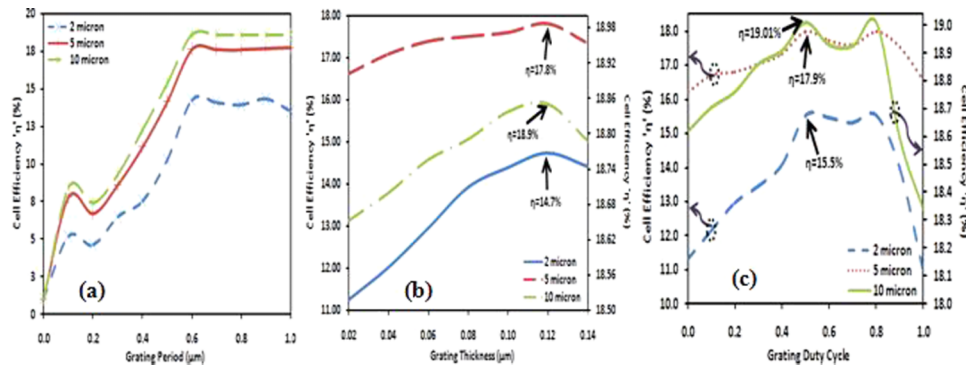 (a)
2 micron
5 micron
10 micron
Cell Efficiency 'η' (%)
20
18
15
13
10
8
5
3
0
0.0 0.2 0.4 0.6 0.8 1.0
Grating Period (μm)
(b)
18.00
17.00
16.00
15.00
14.00
13.00
12.00
11.00
Cell Efficiency 'η' (%)
η=17.8%
η=18.9%
η=14.7%
2 micron
5 micron
10 micron
0.02 0.04 0.06 0.08 0.10 0.12 0.14
Grating Thickness (μm)
18.98
18.92
18.86
18.80
18.74
18.68
18.62
18.56
18.50
Cell Efficiency 'η' (%)
(c)
18.0
17.0
16.0
15.0
14.0
13.0
12.0
11.0
10.0
Cell Efficiency 'η' (%)
η=19.01%
η=17.9%
η=15.5%
2 micron
5 micron
10 micron
0.0 0.2 0.4 0.6 0.8 1.0
Grating Duty Cycle
19.0
18.9
18.8
18.7
18.6
18.5
18.4
18.3
18.2
18.1
18.0
Cell Efficiency 'η' (%)